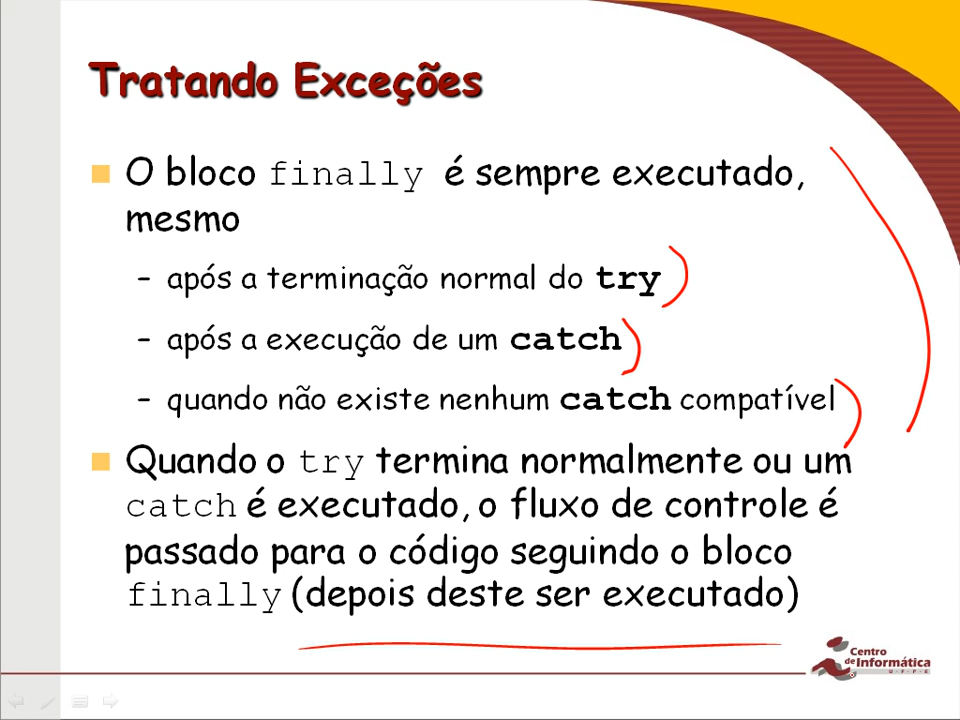 Tratando Exceções
O bloco finally é sempre executado,
mesmo
– após a terminação normal do try
– após a execução de um catch
– quando não existe nenhum catch compatível
Quando o try termina normalmente ou um
catch é executado, o fluxo de controle é
passado para o código seguindo o bloco
finally (depois deste ser executado)
Centro
de Informática
U F P E